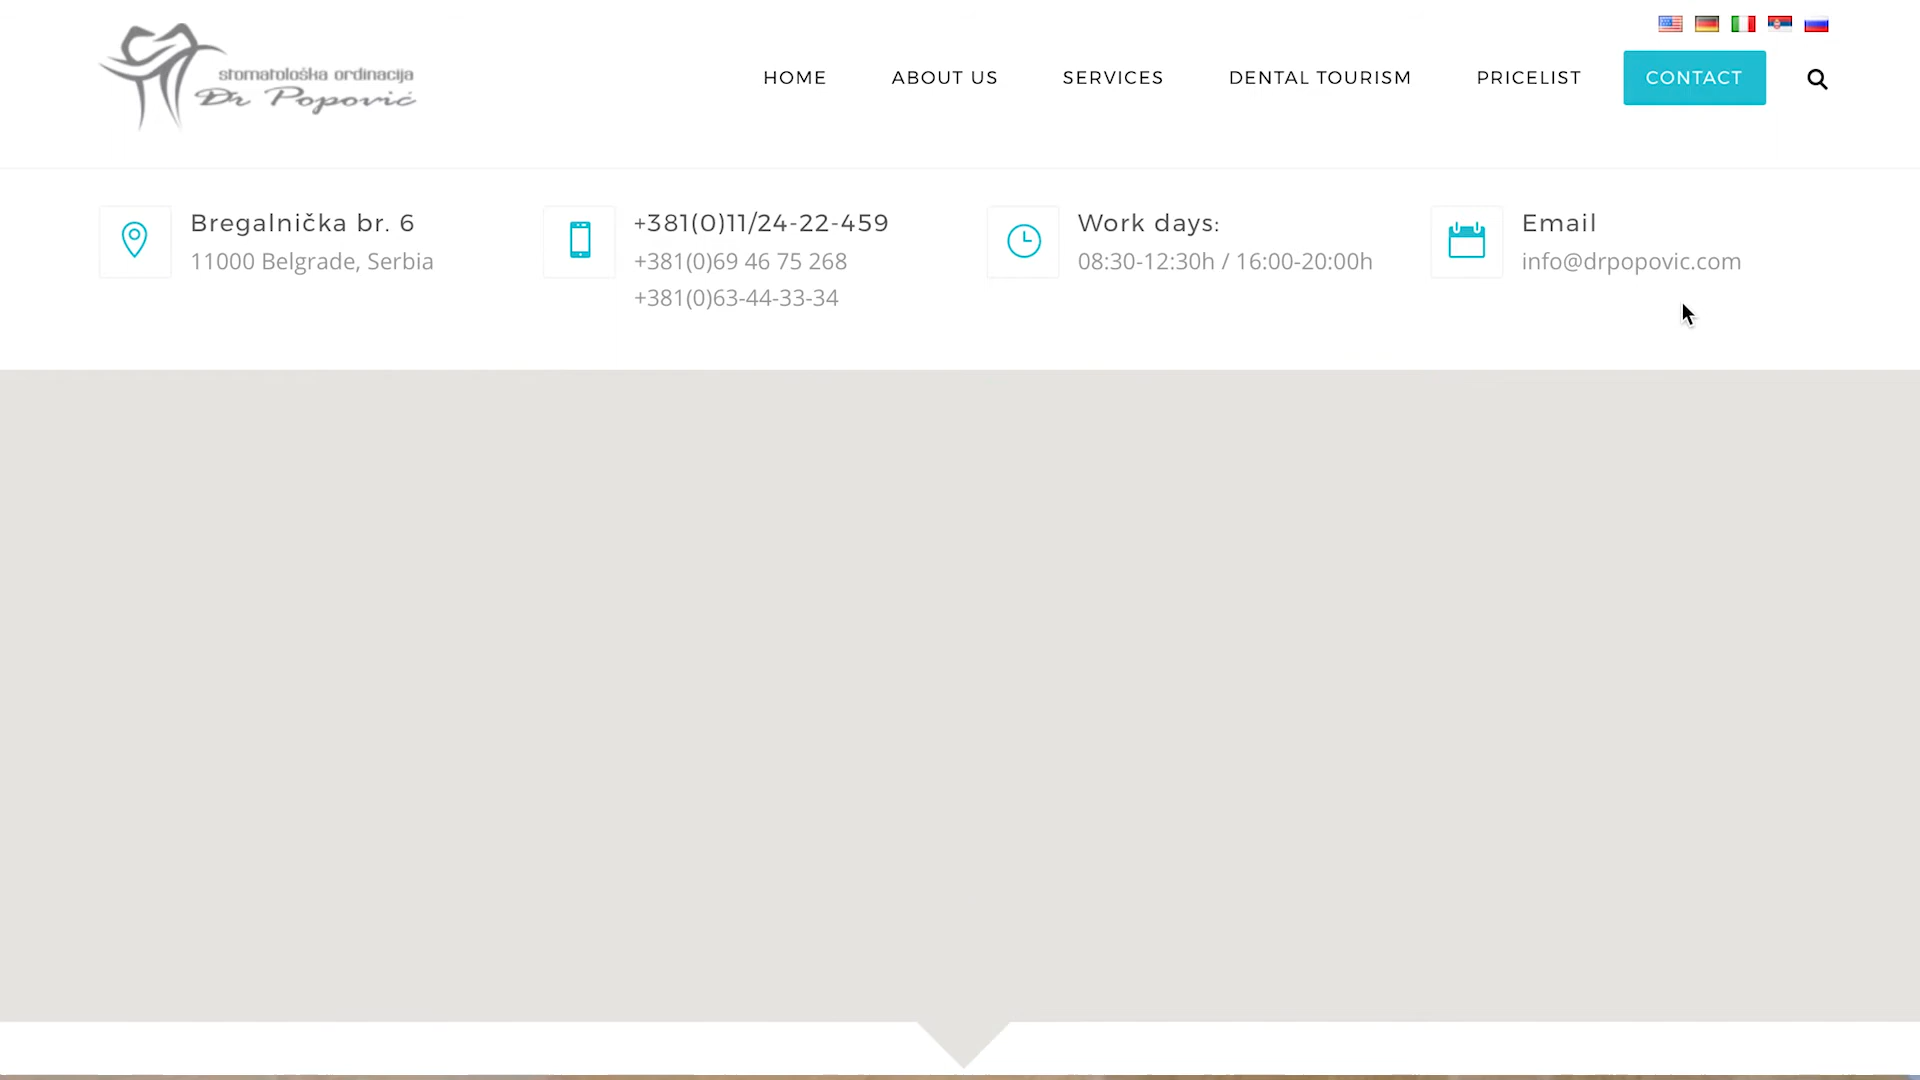 stomatološka ordinacija
Dr Popović
HOME
ABOUT US
SERVICES
DENTAL TOURISM
PRICELIST
CONTACT
Bregalnička br. 6
11000 Belgrade, Serbia
+381(0)11/24-22-459
+381(0)69 46 75 268
+381(0)63-44-33-34
Work days:
08:30-12:30h / 16:00-20:00h
Email
info@drpopovic.com